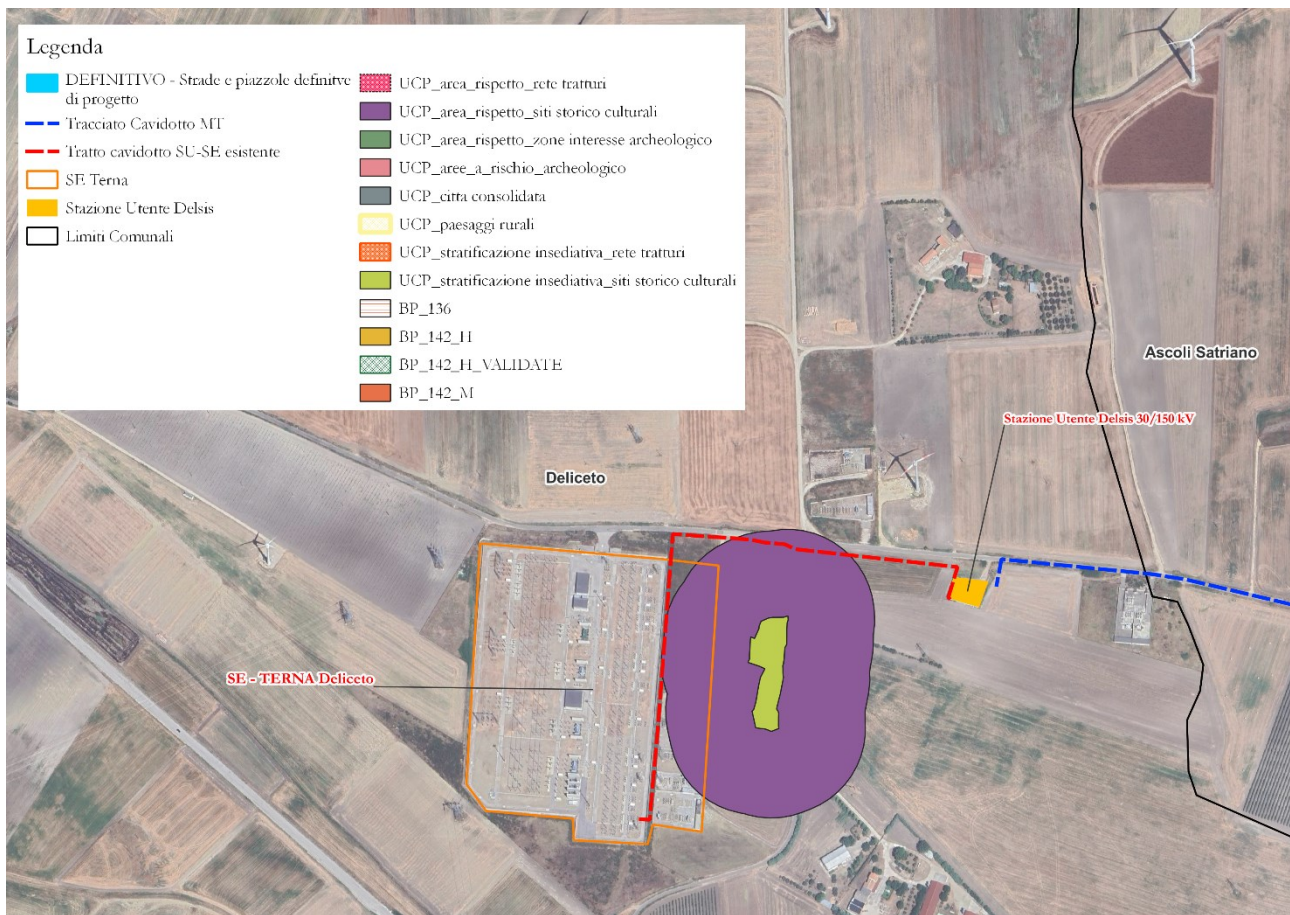 Legenda
DEFINITIVO - Strade e piazzole definitve
di progetto
Tracciato Cavidotto MT
Tratto cavidotto SU-SE esistente
SE Terna
Stazione Utente Delsis
Limiti Comunali
UCP_area_rispetto_rete tratturi
UCP_area_rispetto_siti storico culturali
UCP_area_rispetto_zone interesse archeologico
UCP_aree_a_rischio_archeologico
UCP_citta consolidata
UCP_paesaggi rurali
UCP_stratificazione insediativa_rete tratturi
UCP_stratificazione insediativa_siti storico culturali
BP_136
BP_142_H
BP_142_H_VALIDATE
BP_142_M
Ascoli Satriano
Stazione Utente Delsis 30/150 kV
Deliceto
SE - TERNA Deliceto